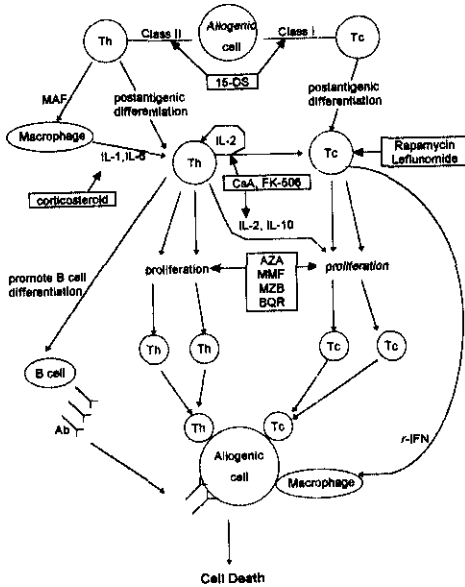 Allogenic
cell
Th
Class II
Class I
Tc
15-DS
MAF
postantigenic
differentiation
postantigenic
differentiation
Macrophage
IL-1,IL-6
IL-2
Th
Tc
Rapamycin
Leflunomide
corticosteroid
CsA, FK-506
IL-2, IL-10
promote B cell
differentiation
proliferation
AZA
MMF
MZB
BQR
proliferation
Th
Th
Tc
Tc
B cell
Ab
Th
Tc
Allogenic
cell
r-IFN
Macrophage
Cell Death